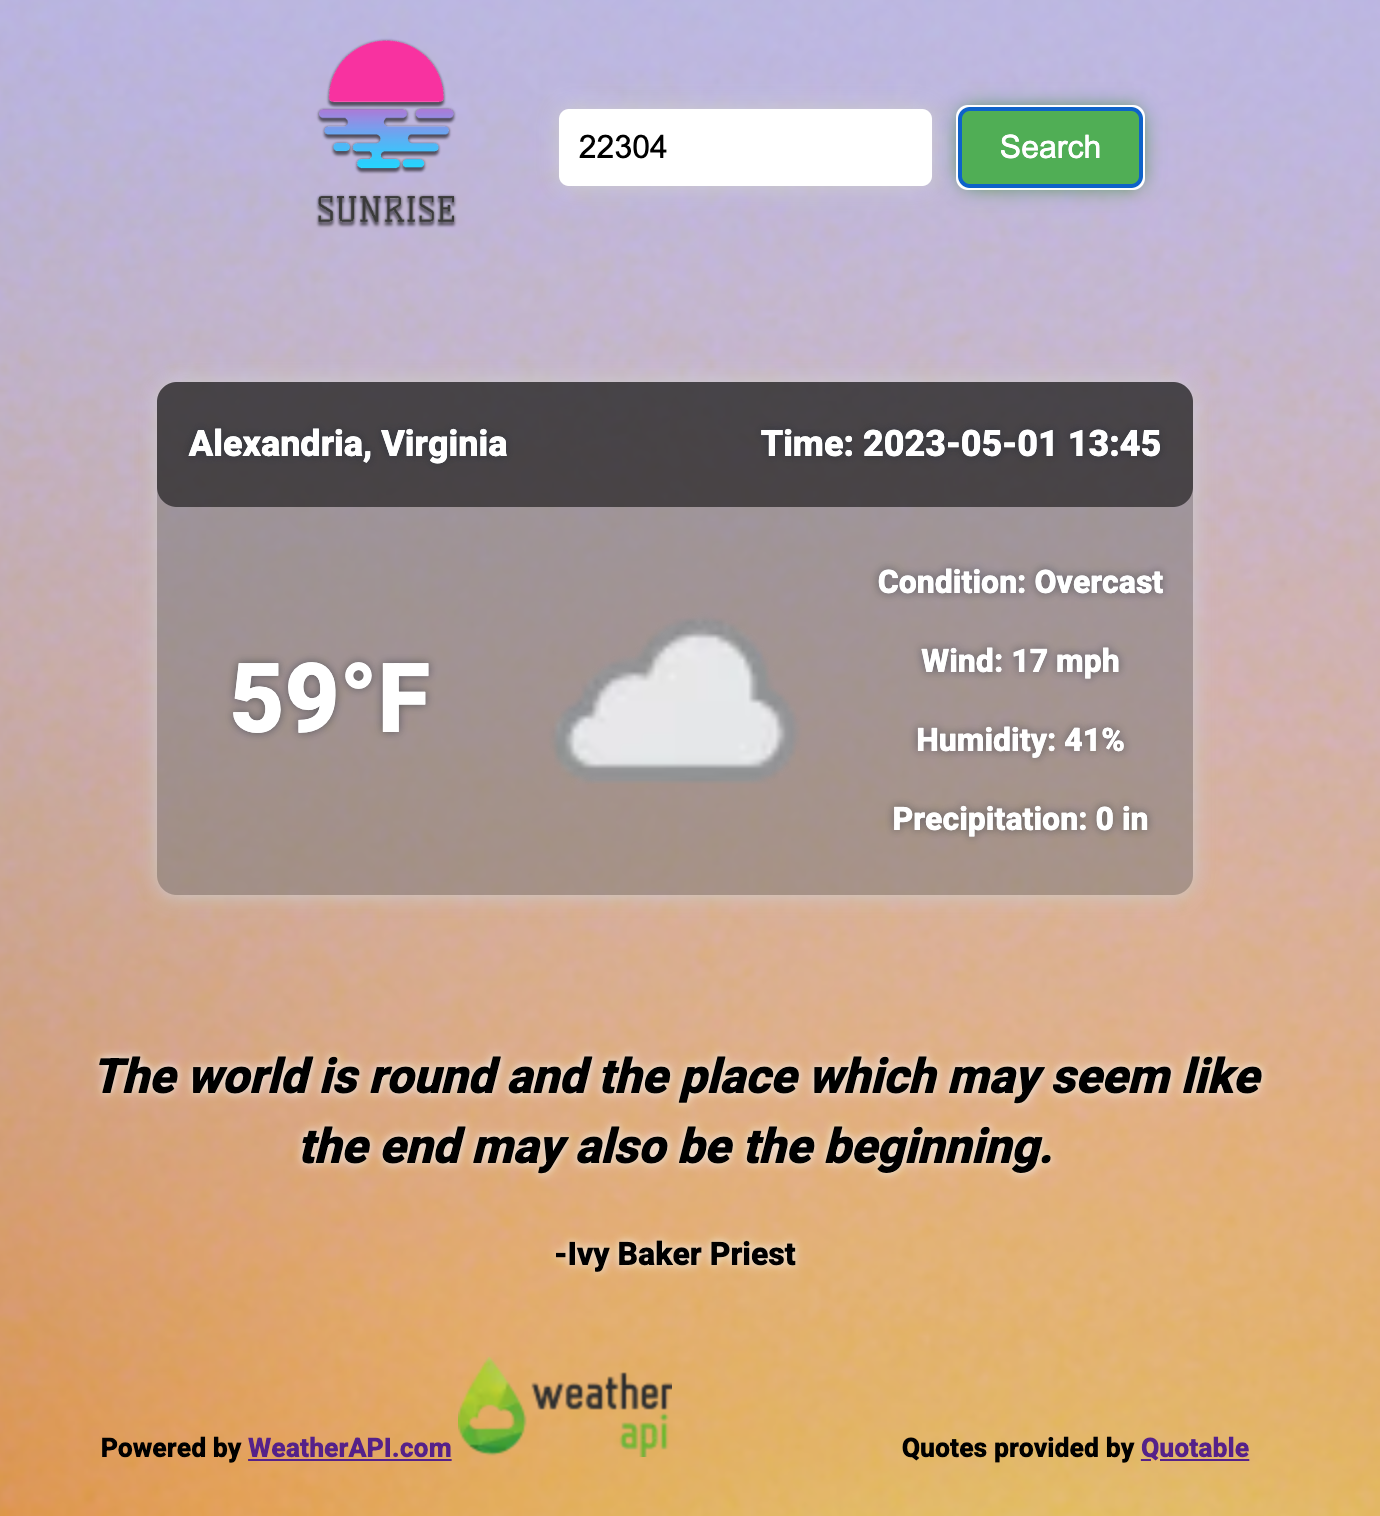 SUNRISE
22304
Search
Alexandria, Virginia
Time: 2023-05-01 13:45
59°F
Condition: Overcast
Wind: 17 mph
Humidity: 41%
Precipitation: 0 in
The world is round and the place which may seem like
the end may also be the beginning.
-Ivy Baker Priest
Powered by WeatherAPI.com
weather
api
Quotes provided by Quotable